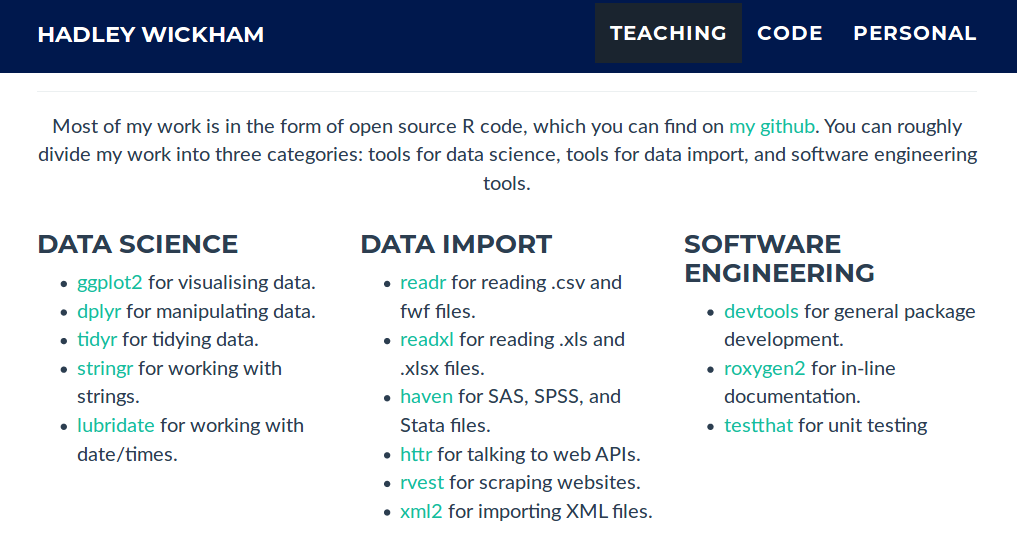 HADLEY WICKHAM
TEACHING CODE PERSONAL
Most of my work is in the form of open source R code, which you can find on my github. You can roughly
divide my work into three categories: tools for data science, tools for data import, and software engineering
tools.
DATA SCIENCE
• ggplot2 for visualising data.
• dplyr for manipulating data.
• tidyr for tidying data.
• stringr for working with
strings.
• lubridate for working with
date/times.
DATA IMPORT
• readr for reading .csv and
fwf files.
• readxl for reading .xls and
.xlsx files.
• haven for SAS, SPSS, and
Stata files.
• httr for talking to web APIs.
• rvest for scraping websites.
• xml2 for importing XML files.
SOFTWARE
ENGINEERING
• devtools for general package
development.
• roxygen2 for in-line
documentation.
• testthat for unit testing